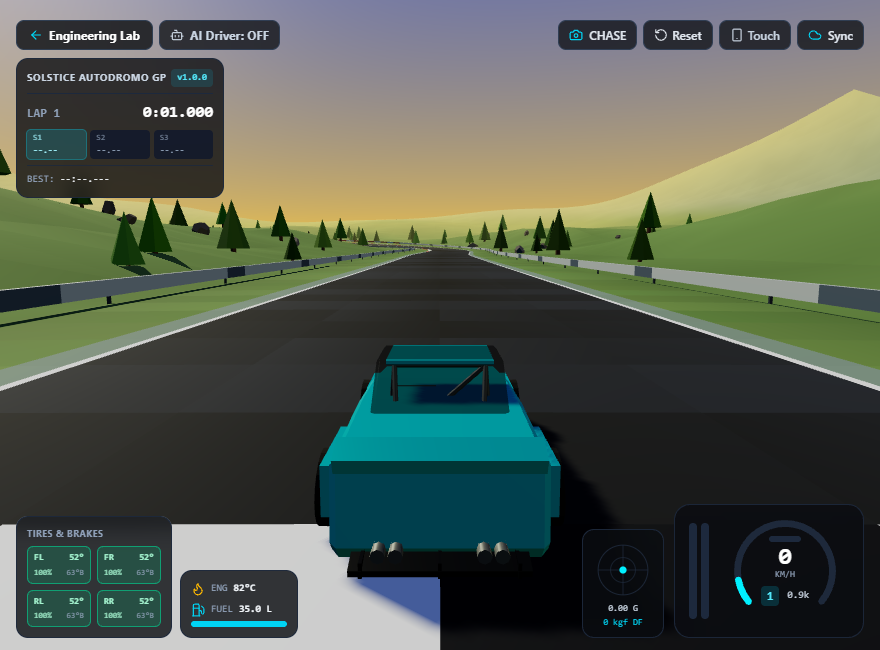 Engineering Lab
AI Driver: OFF
CHASE
Reset
Touch
Sync
SOLSTICE AUTODROMO GP v1.0.0
LAP 1 0:01.000
S1 S2 S3
--.-- --.-- --.--
BEST: --:--.---
TIRES & BRAKES
FL 52° FR 52°
100% 63°B 100% 63°B
RL 52° RR 52°
100% 63°B 100% 63°B
ENG 82°C
FUEL 35.0 L
0.00 G
0 kgf DF
0
KM/H
1 0.9k